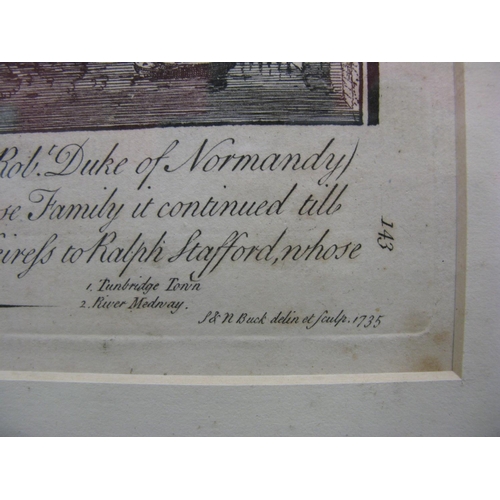 Rob.t Duke of Normandy)
se Family it continued till
eireſs to Ralph Stafford, whose
1. Tunbridge Town
2. River Medway.
S & N Buck delin et Sculp. 1735
143